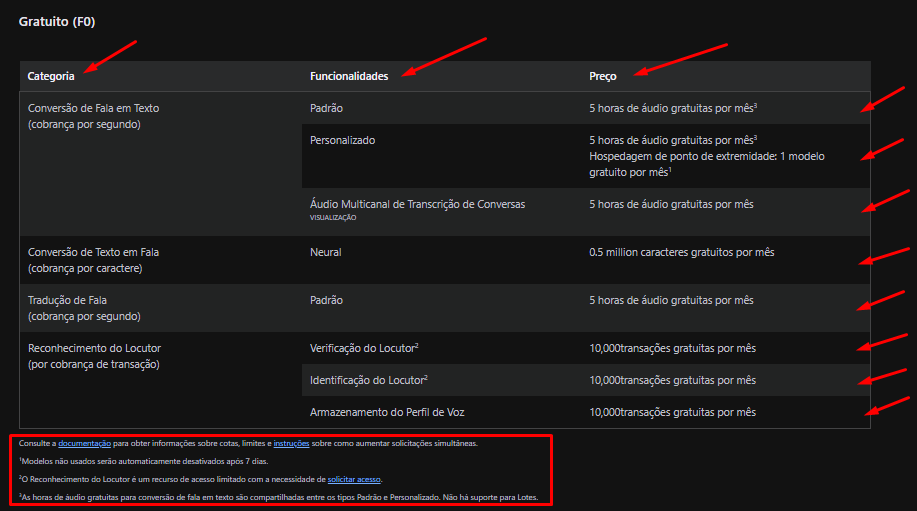 Gratuito (F0)
Categoria Funcionalidades Preço
Conversão de Fala em Texto
(cobrança por segundo)
Padrão 5 horas de áudio gratuitas por mês³
Personalizado 5 horas de áudio gratuitas por mês³
Hospedagem de ponto de extremidade: 1 modelo
gratuito por mês¹
Áudio Multicanal de Transcrição de Conversas 5 horas de áudio gratuitas por mês
VISUALIZAÇÃO
Conversão de Texto em Fala
(cobrança por caractere)
Neural 0.5 million caracteres gratuitos por mês
Tradução de Fala
(cobrança por segundo)
Padrão 5 horas de áudio gratuitas por mês
Reconhecimento do Locutor
(por cobrança de transação)
Verificação do Locutor² 10,000transações gratuitas por mês
Identificação do Locutor² 10,000transações gratuitas por mês
Armazenamento do Perfil de Voz 10,000transações gratuitas por mês
Consulte a documentação para obter informações sobre cotas, limites e instruções sobre como aumentar solicitações simultâneas.
¹Modelos não usados serão automaticamente desativados após 7 dias.
²O Reconhecimento do Locutor é um recurso de acesso limitado com a necessidade de solicitar acesso.
³As horas de áudio gratuitas para conversão de fala em texto são compartilhadas entre os tipos Padrão e Personalizado. Não há suporte para Lotes.